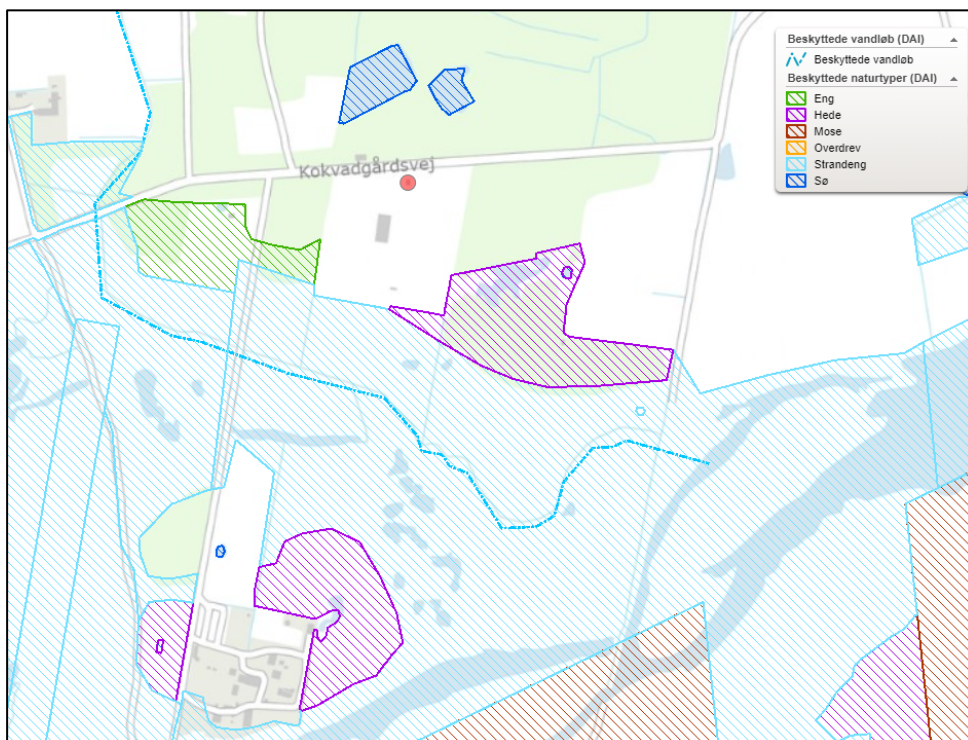 Beskyttede vandløb (DAI)
Beskyttede vandløb
Beskyttede naturtyper (DAI)
Eng
Hede
Mose
Overdrev
Strandeng
Sø
Kokvadgårdsvej